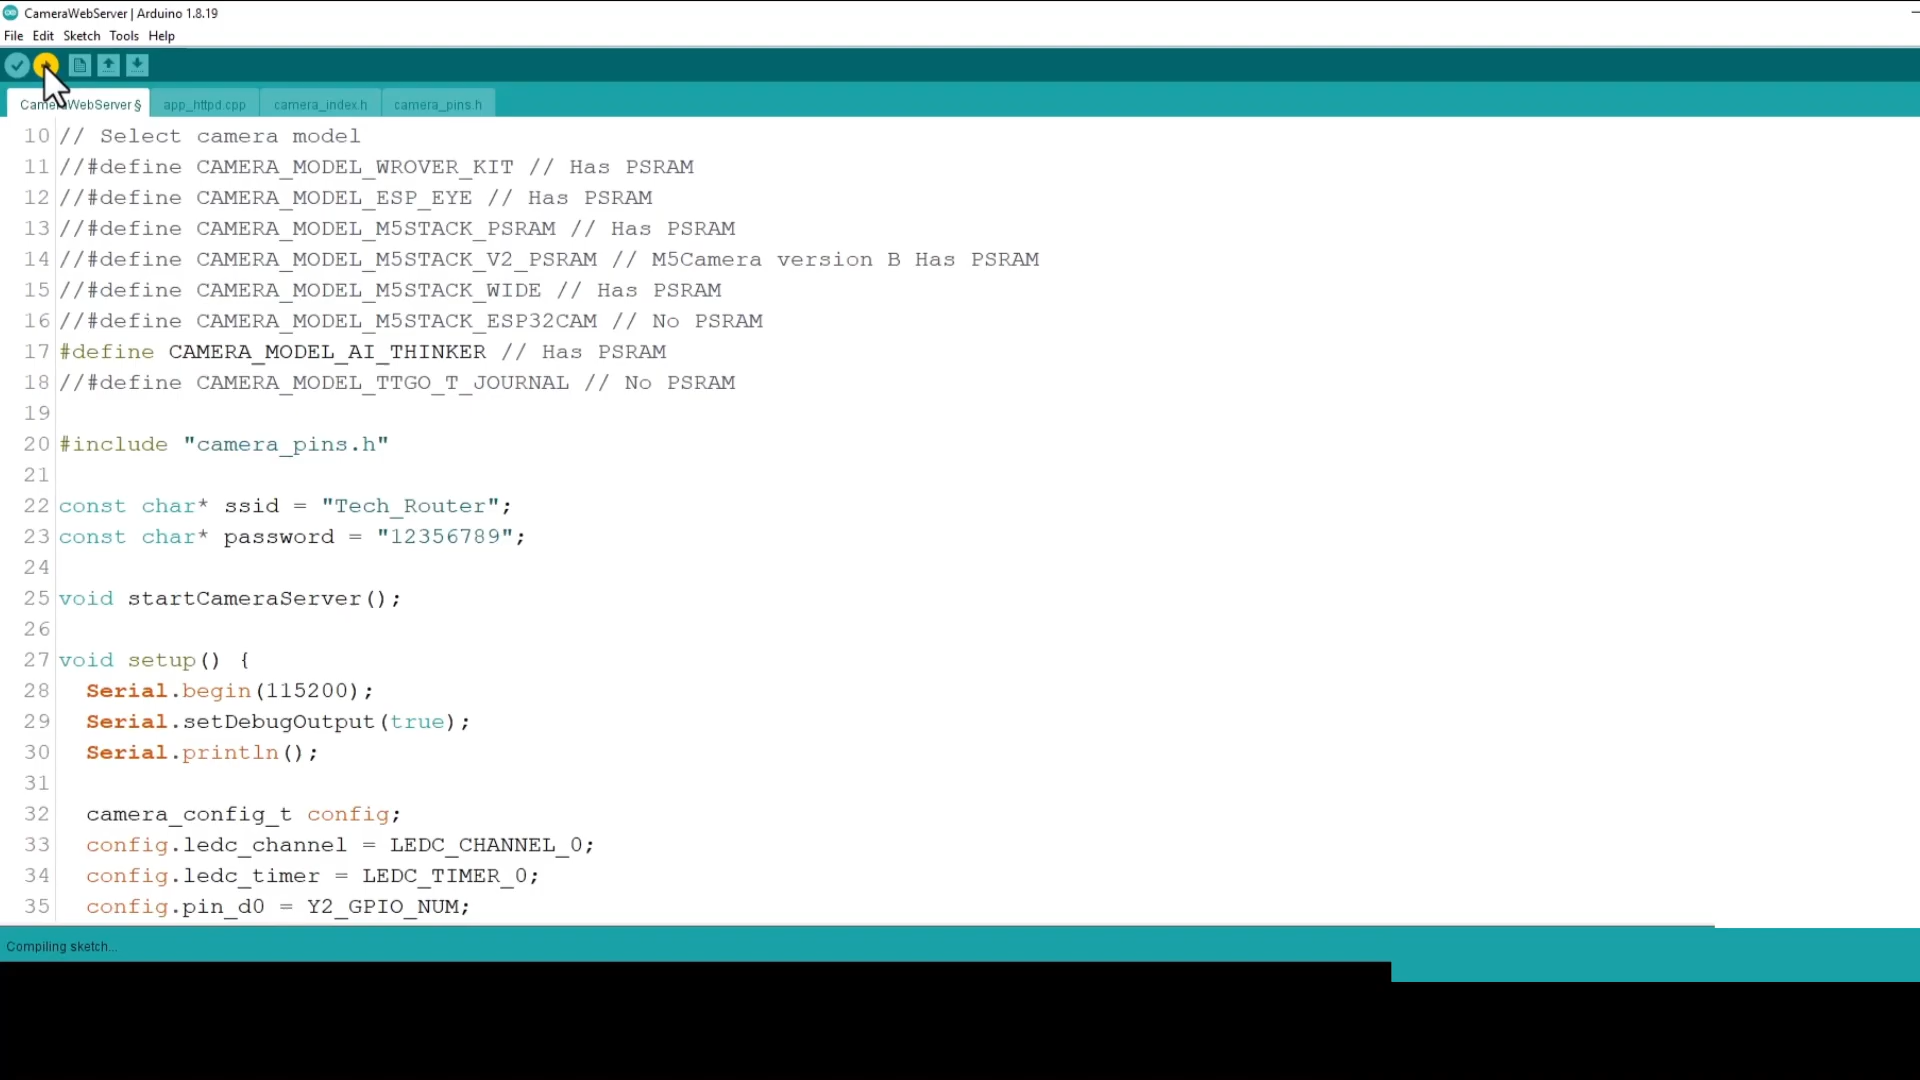 CameraWebServer | Arduino 1.8.19
File Edit Sketch Tools Help
CameraWebServer § app_httpd.cpp camera_index.h camera_pins.h
10 // Select camera model
11 //#define CAMERA_MODEL_WROVER_KIT // Has PSRAM
12 //#define CAMERA_MODEL_ESP_EYE // Has PSRAM
13 //#define CAMERA_MODEL_M5STACK_PSRAM // Has PSRAM
14 //#define CAMERA_MODEL_M5STACK_V2_PSRAM // M5Camera version B Has PSRAM
15 //#define CAMERA_MODEL_M5STACK_WIDE // Has PSRAM
16 //#define CAMERA_MODEL_M5STACK_ESP32CAM // No PSRAM
17 #define CAMERA_MODEL_AI_THINKER // Has PSRAM
18 //#define CAMERA_MODEL_TTGO_T_JOURNAL // No PSRAM
19
20 #include "camera_pins.h"
21
22 const char* ssid = "Tech_Router";
23 const char* password = "12356789";
24
25 void startCameraServer();
26
27 void setup() {
28 Serial.begin(115200);
29 Serial.setDebugOutput(true);
30 Serial.println();
31
32 camera_config_t config;
33 config.ledc_channel = LEDC_CHANNEL_0;
34 config.ledc_timer = LEDC_TIMER_0;
35 config.pin_d0 = Y2_GPIO_NUM;
Compiling sketch...